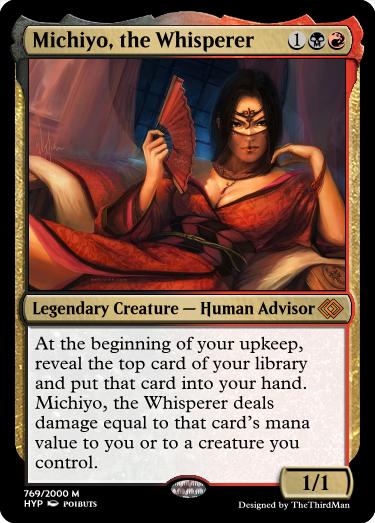 Michiyo, the Whisperer 1
Legendary Creature — Human Advisor
At the beginning of your upkeep,
reveal the top card of your library
and put that card into your hand.
Michiyo, the Whisperer deals
damage equal to that card's mana
value to you or to a creature you
control.
1/1
769/2000 M
HYP POIBUTS
Designed by TheThirdMan